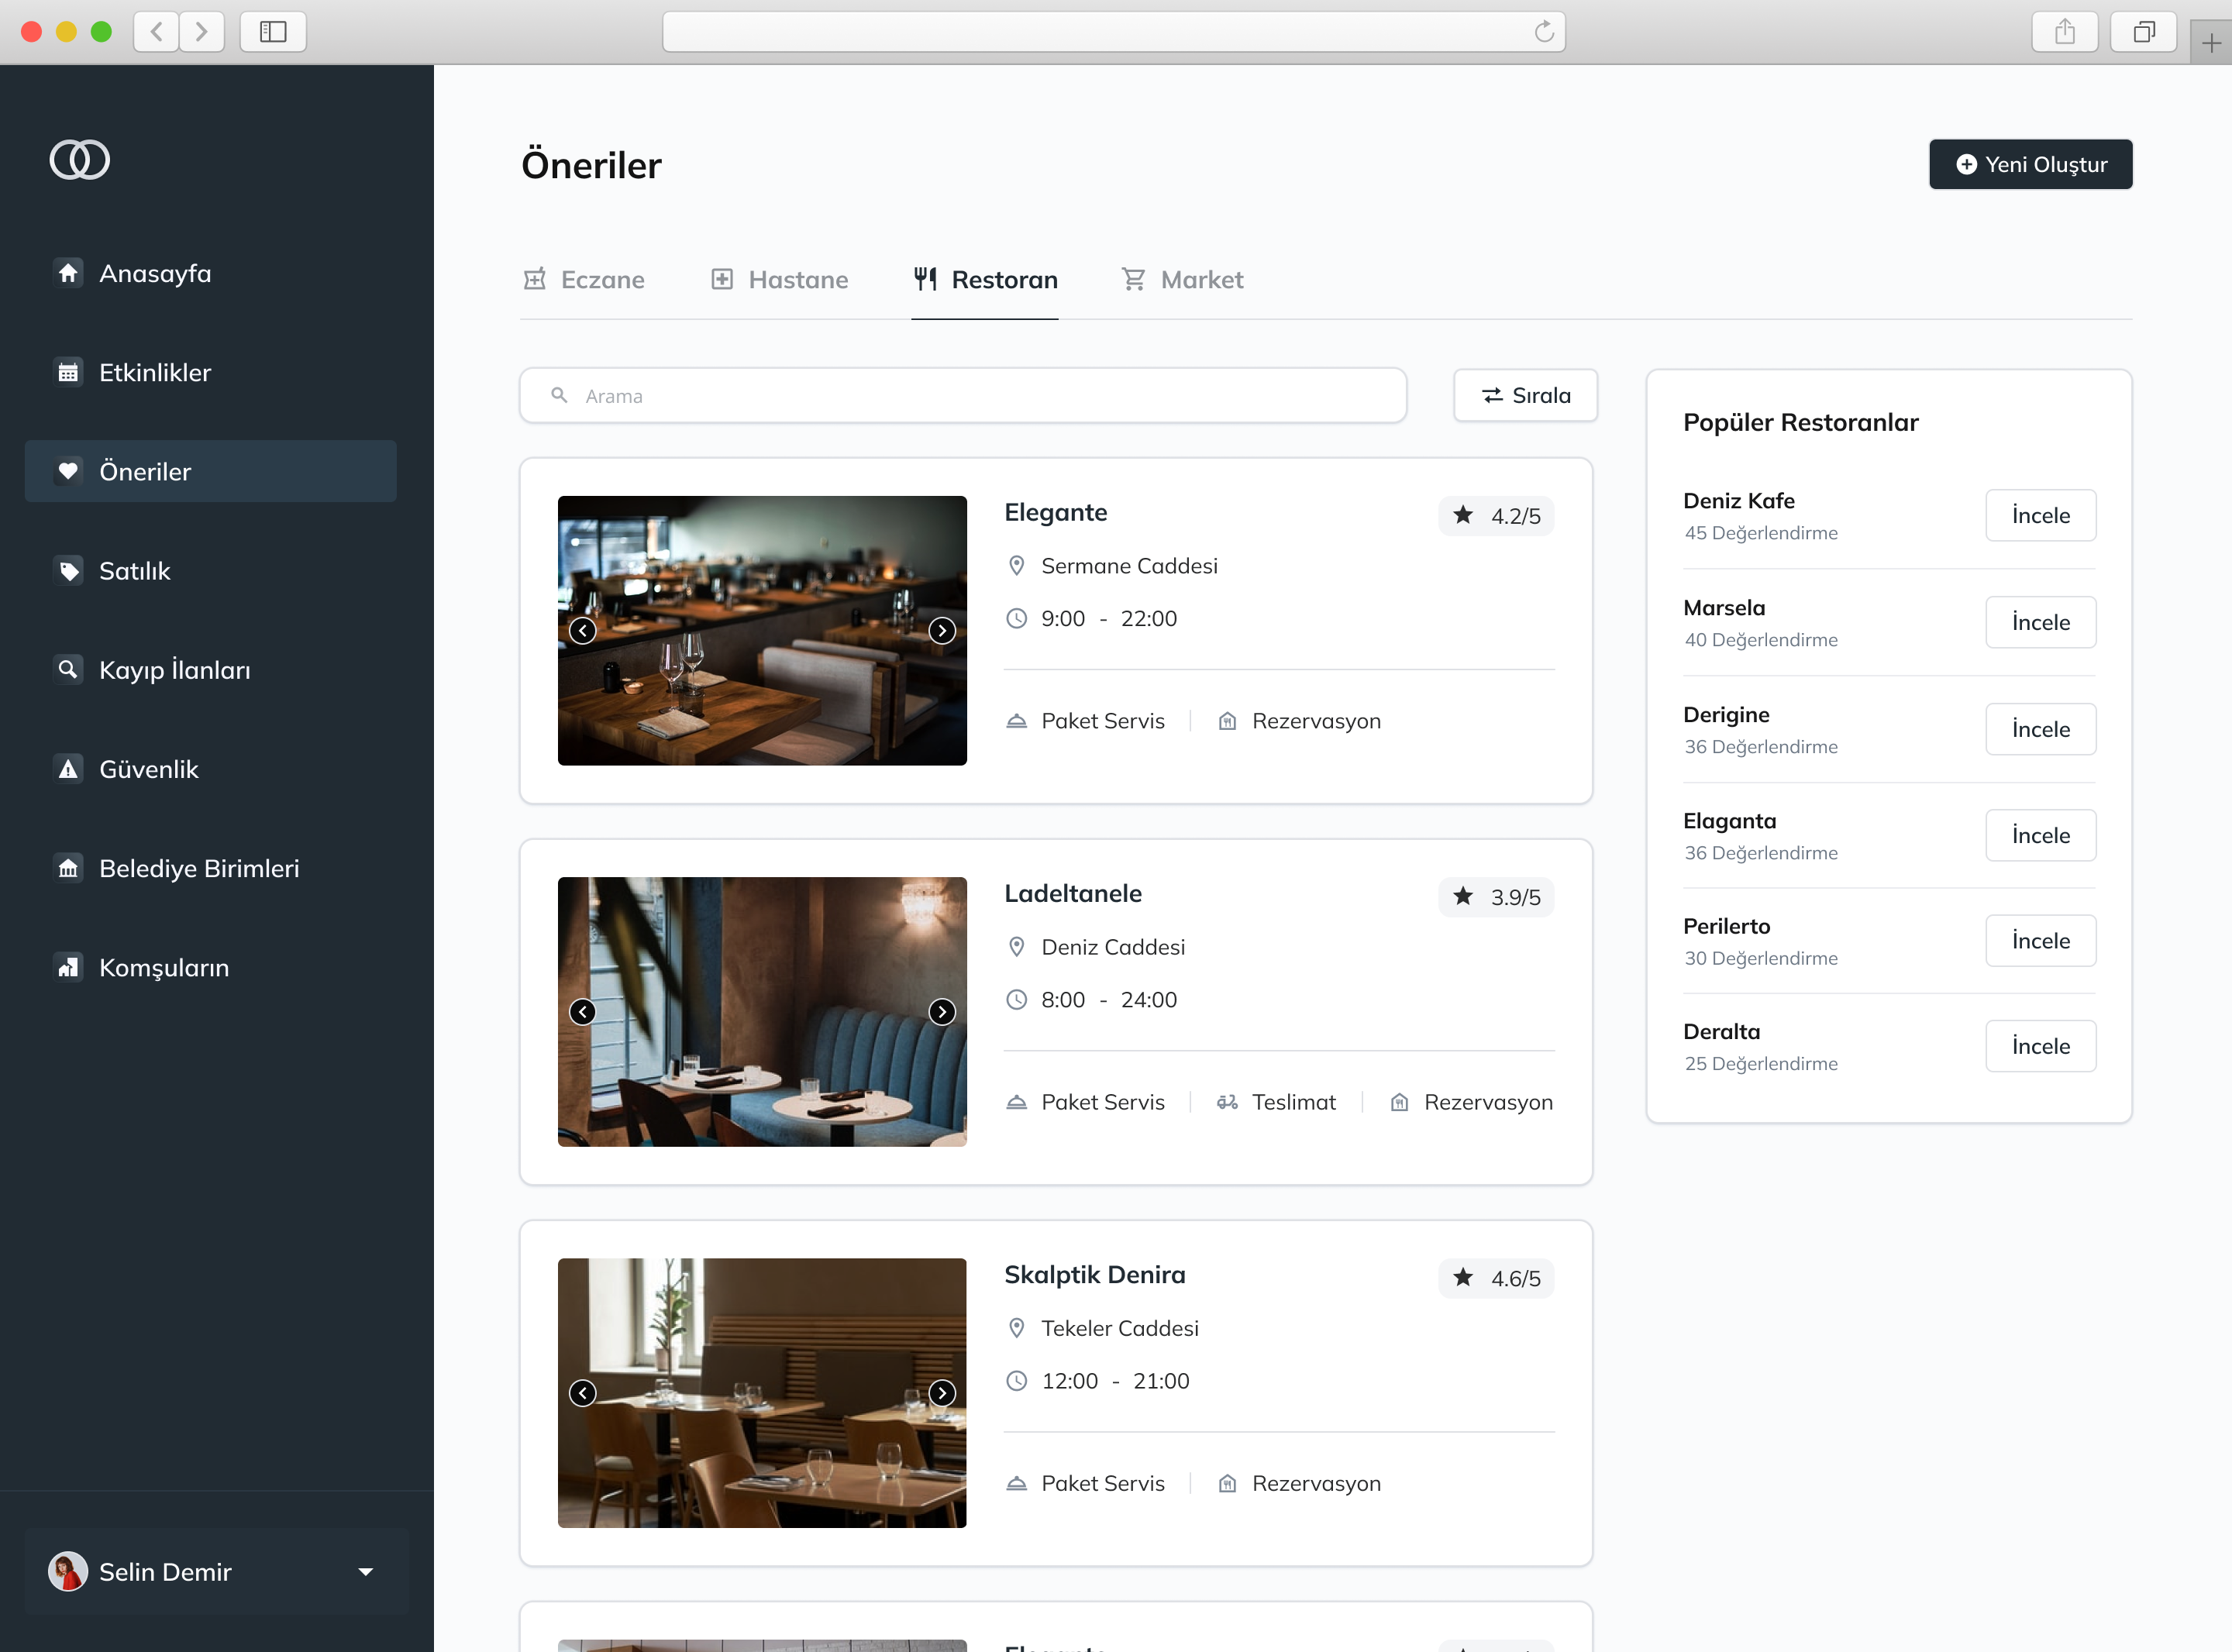 Anasayfa
Etkinlikler
Öneriler
Satılık
Kayıp İlanları
Güvenlik
Belediye Birimleri
Komşuların
Selin Demir
Öneriler
Yeni Oluştur
Eczane
Hastane
Restoran
Market
Arama
Sırala
Elegante
4.2/5
Sermane Caddesi
9:00 - 22:00
Paket Servis
Rezervasyon
Ladeltanele
3.9/5
Deniz Caddesi
8:00 - 24:00
Paket Servis
Teslimat
Rezervasyon
Skalptik Denira
4.6/5
Tekeler Caddesi
12:00 - 21:00
Paket Servis
Rezervasyon
Popüler Restoranlar
Deniz Kafe
45 Değerlendirme
İncele
Marsela
40 Değerlendirme
İncele
Derigine
36 Değerlendirme
İncele
Elaganta
36 Değerlendirme
İncele
Perilerto
30 Değerlendirme
İncele
Deralta
25 Değerlendirme
İncele